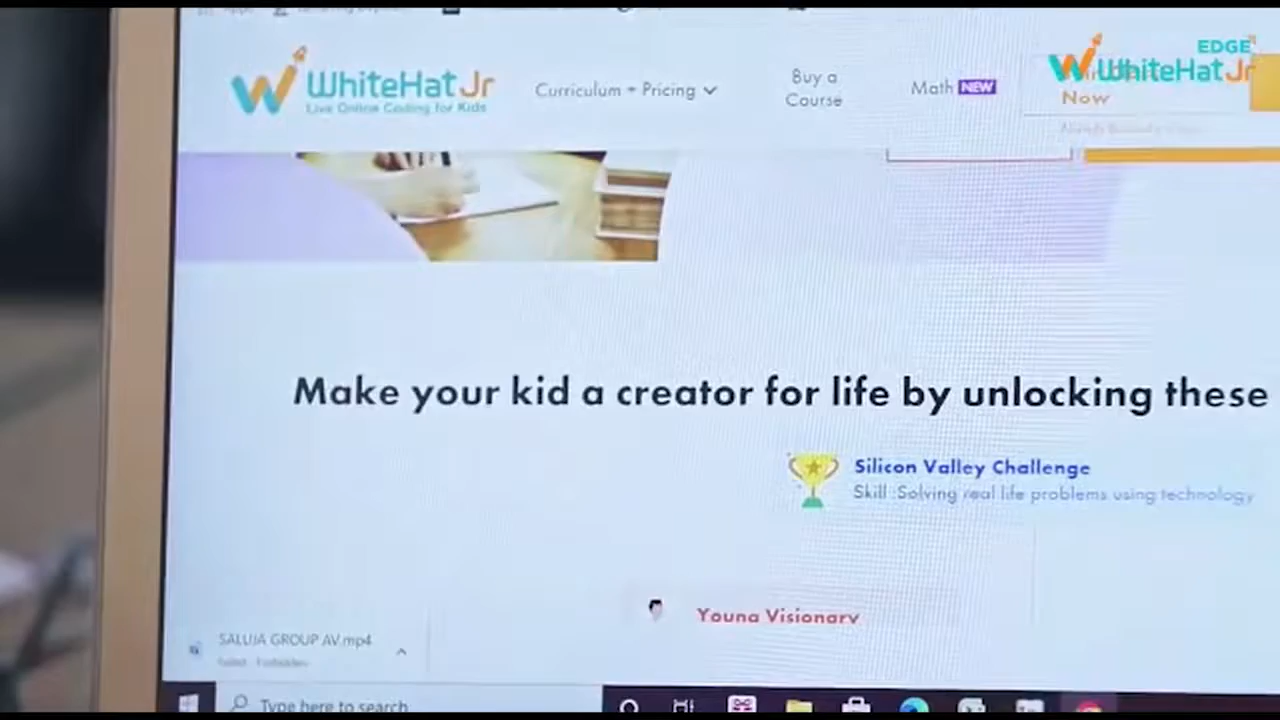 EDGE
WhiteHat Jr
WhiteHat Jr
Live Online Coding for Kids
Curriculum + Pricing
Buy a
Course
Math NEW
Now
Make your kid a creator for life by unlocking these
Silicon Valley Challenge
Skill :Solving real life problems using technology
Young Visionary
SALUJA GROUP AV.mp4
Failed - Forbidden
Type here to search